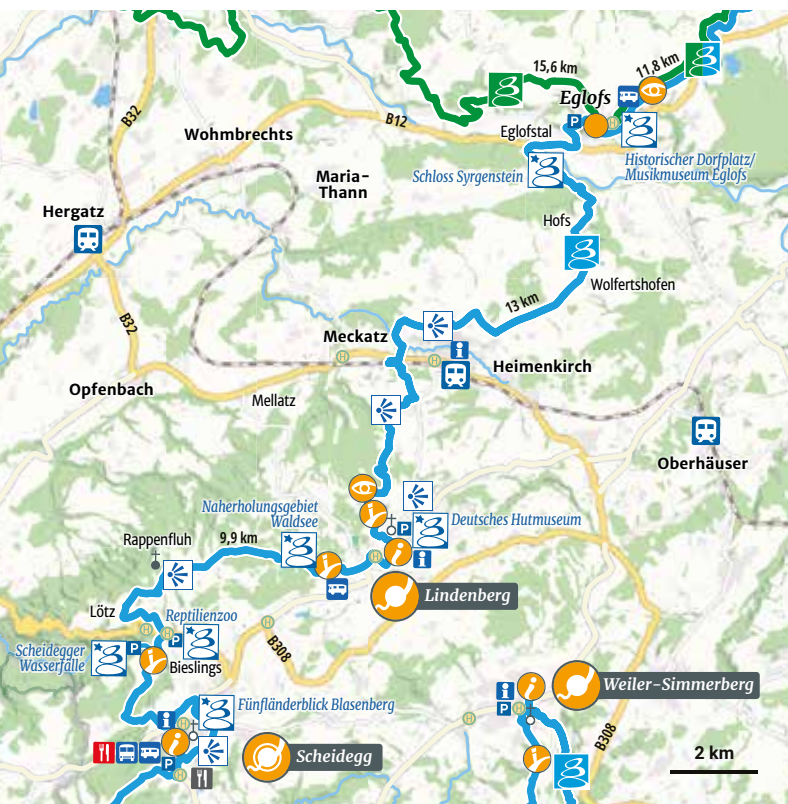 15,6 km
11,8 km
Eglofs
B32
B12
P
H
Wohmbrechts
Eglofstal
Historischer Dorfplatz/
Musikmuseum Eglofs
Maria-
Thann
Schloss Syrgenstein
Hergatz
Hofs
Wolfertshofen
13 km
B32
Meckatz
H
H
i
Heimenkirch
Opfenbach
Mellatz
Oberhäuser
Naherholungsgebiet
Waldsee
P
Deutsches Hutmuseum
Rappenfluh
9,9 km
H
i
i
Lindenberg
Lötz
Reptilienzoo
H
H
H
P
P
Scheidegger
Wasserfälle
Bieslings
B308
Weiler-Simmerberg
i
i
P
H
H
Fünfländerblick Blasenberg
i
H
i
B308
Scheidegg
P
H
2 km